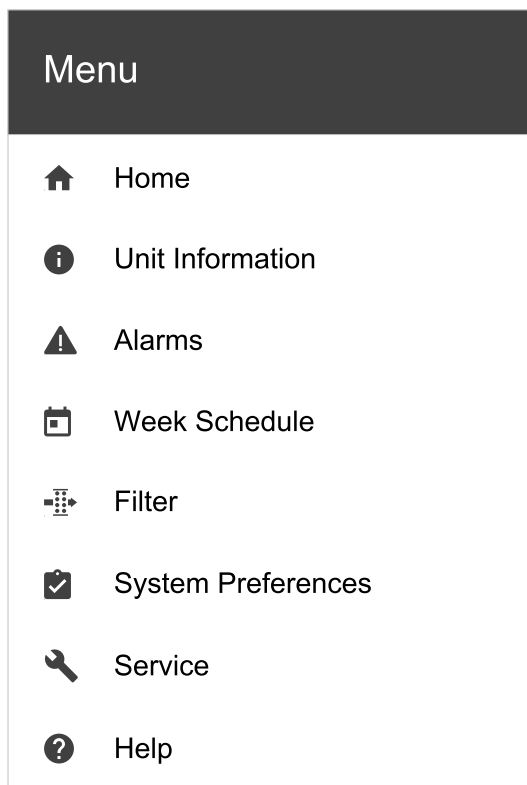 Menu
Home
Unit Information
Alarms
Week Schedule
Filter
System Preferences
Service
Help